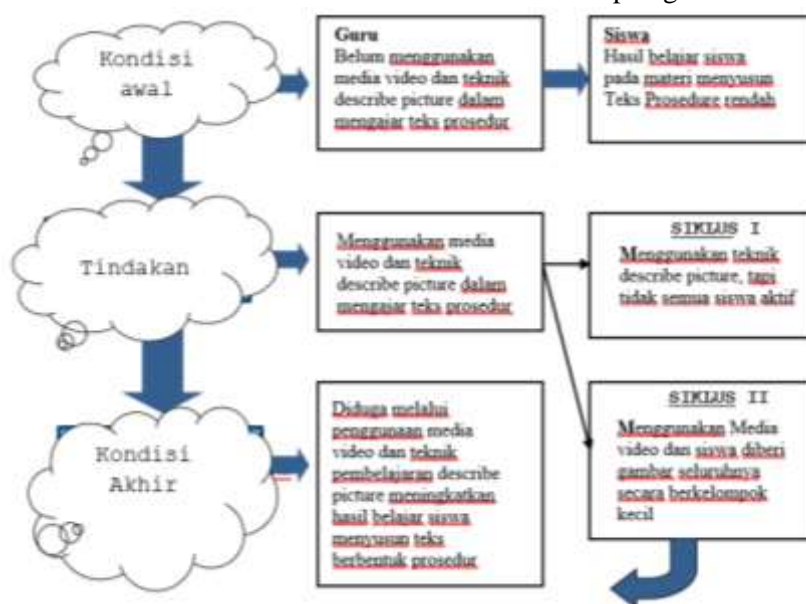 Kondisi
awal
Guru
Belum menggunakan
media video dan teknik
describe picture dalam
mengajar teks prosedur
Siswa
Hasil belajar siswa
pada materi menyusun
Teks Prosedure rendah
Tindakan
Menggunakan media
video dan teknik
describe picture dalam
mengajar teks prosedur
SIKLUS I
Menggunakan teknik
describe picture, tapi
tidak semua siswa aktif
Kondisi
Akhir
Diduga melalui
penggunaan media
video dan teknik
pembelajaran describe
picture meningkatkan
hasil belajar siswa
menyusun teks
berbentuk prosedur
SIKLUS II
Menggunakan Media
video dan siswa diberi
gambar seluruhnya
secara berkelompok
kecil